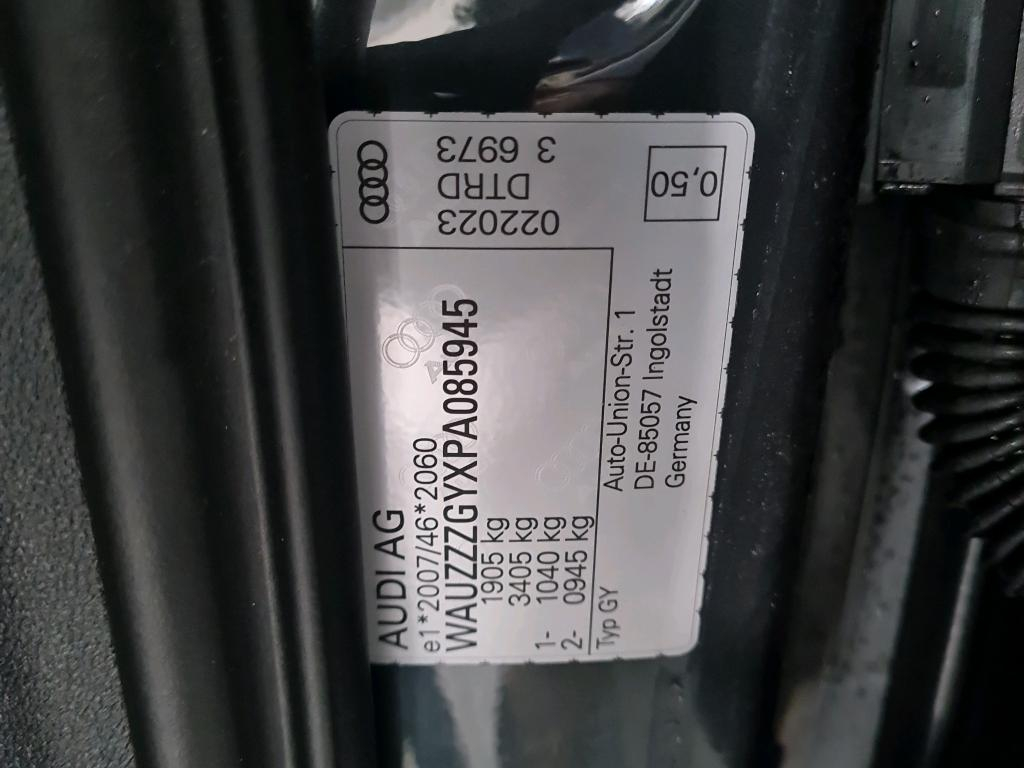 AUDI AG
e1*2007/46*2060
WAUZZZGYXPA085945
1905 kg
3405 kg
1- 1040 kg
2- 0945 kg
Typ GY
Auto-Union-Str. 1
DE-85057 Ingolstadt
Germany
022023
DTRD
3 6973
0,50